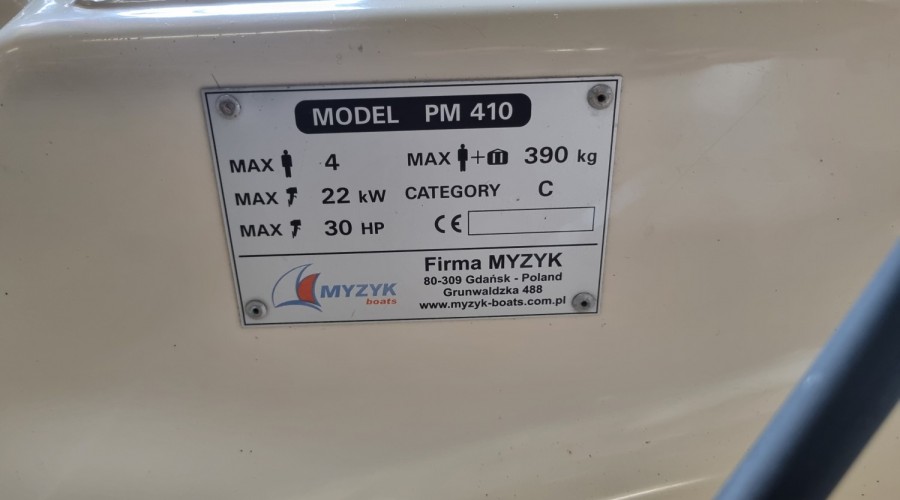 MODEL PM 410
MAX 4 MAX + 390 kg
MAX 22 kW CATEGORY C
MAX 30 HP CE
MYZYK
boats
Firma MYZYK
80-309 Gdańsk - Poland
Grunwaldzka 488
www.myzyk-boats.com.pl